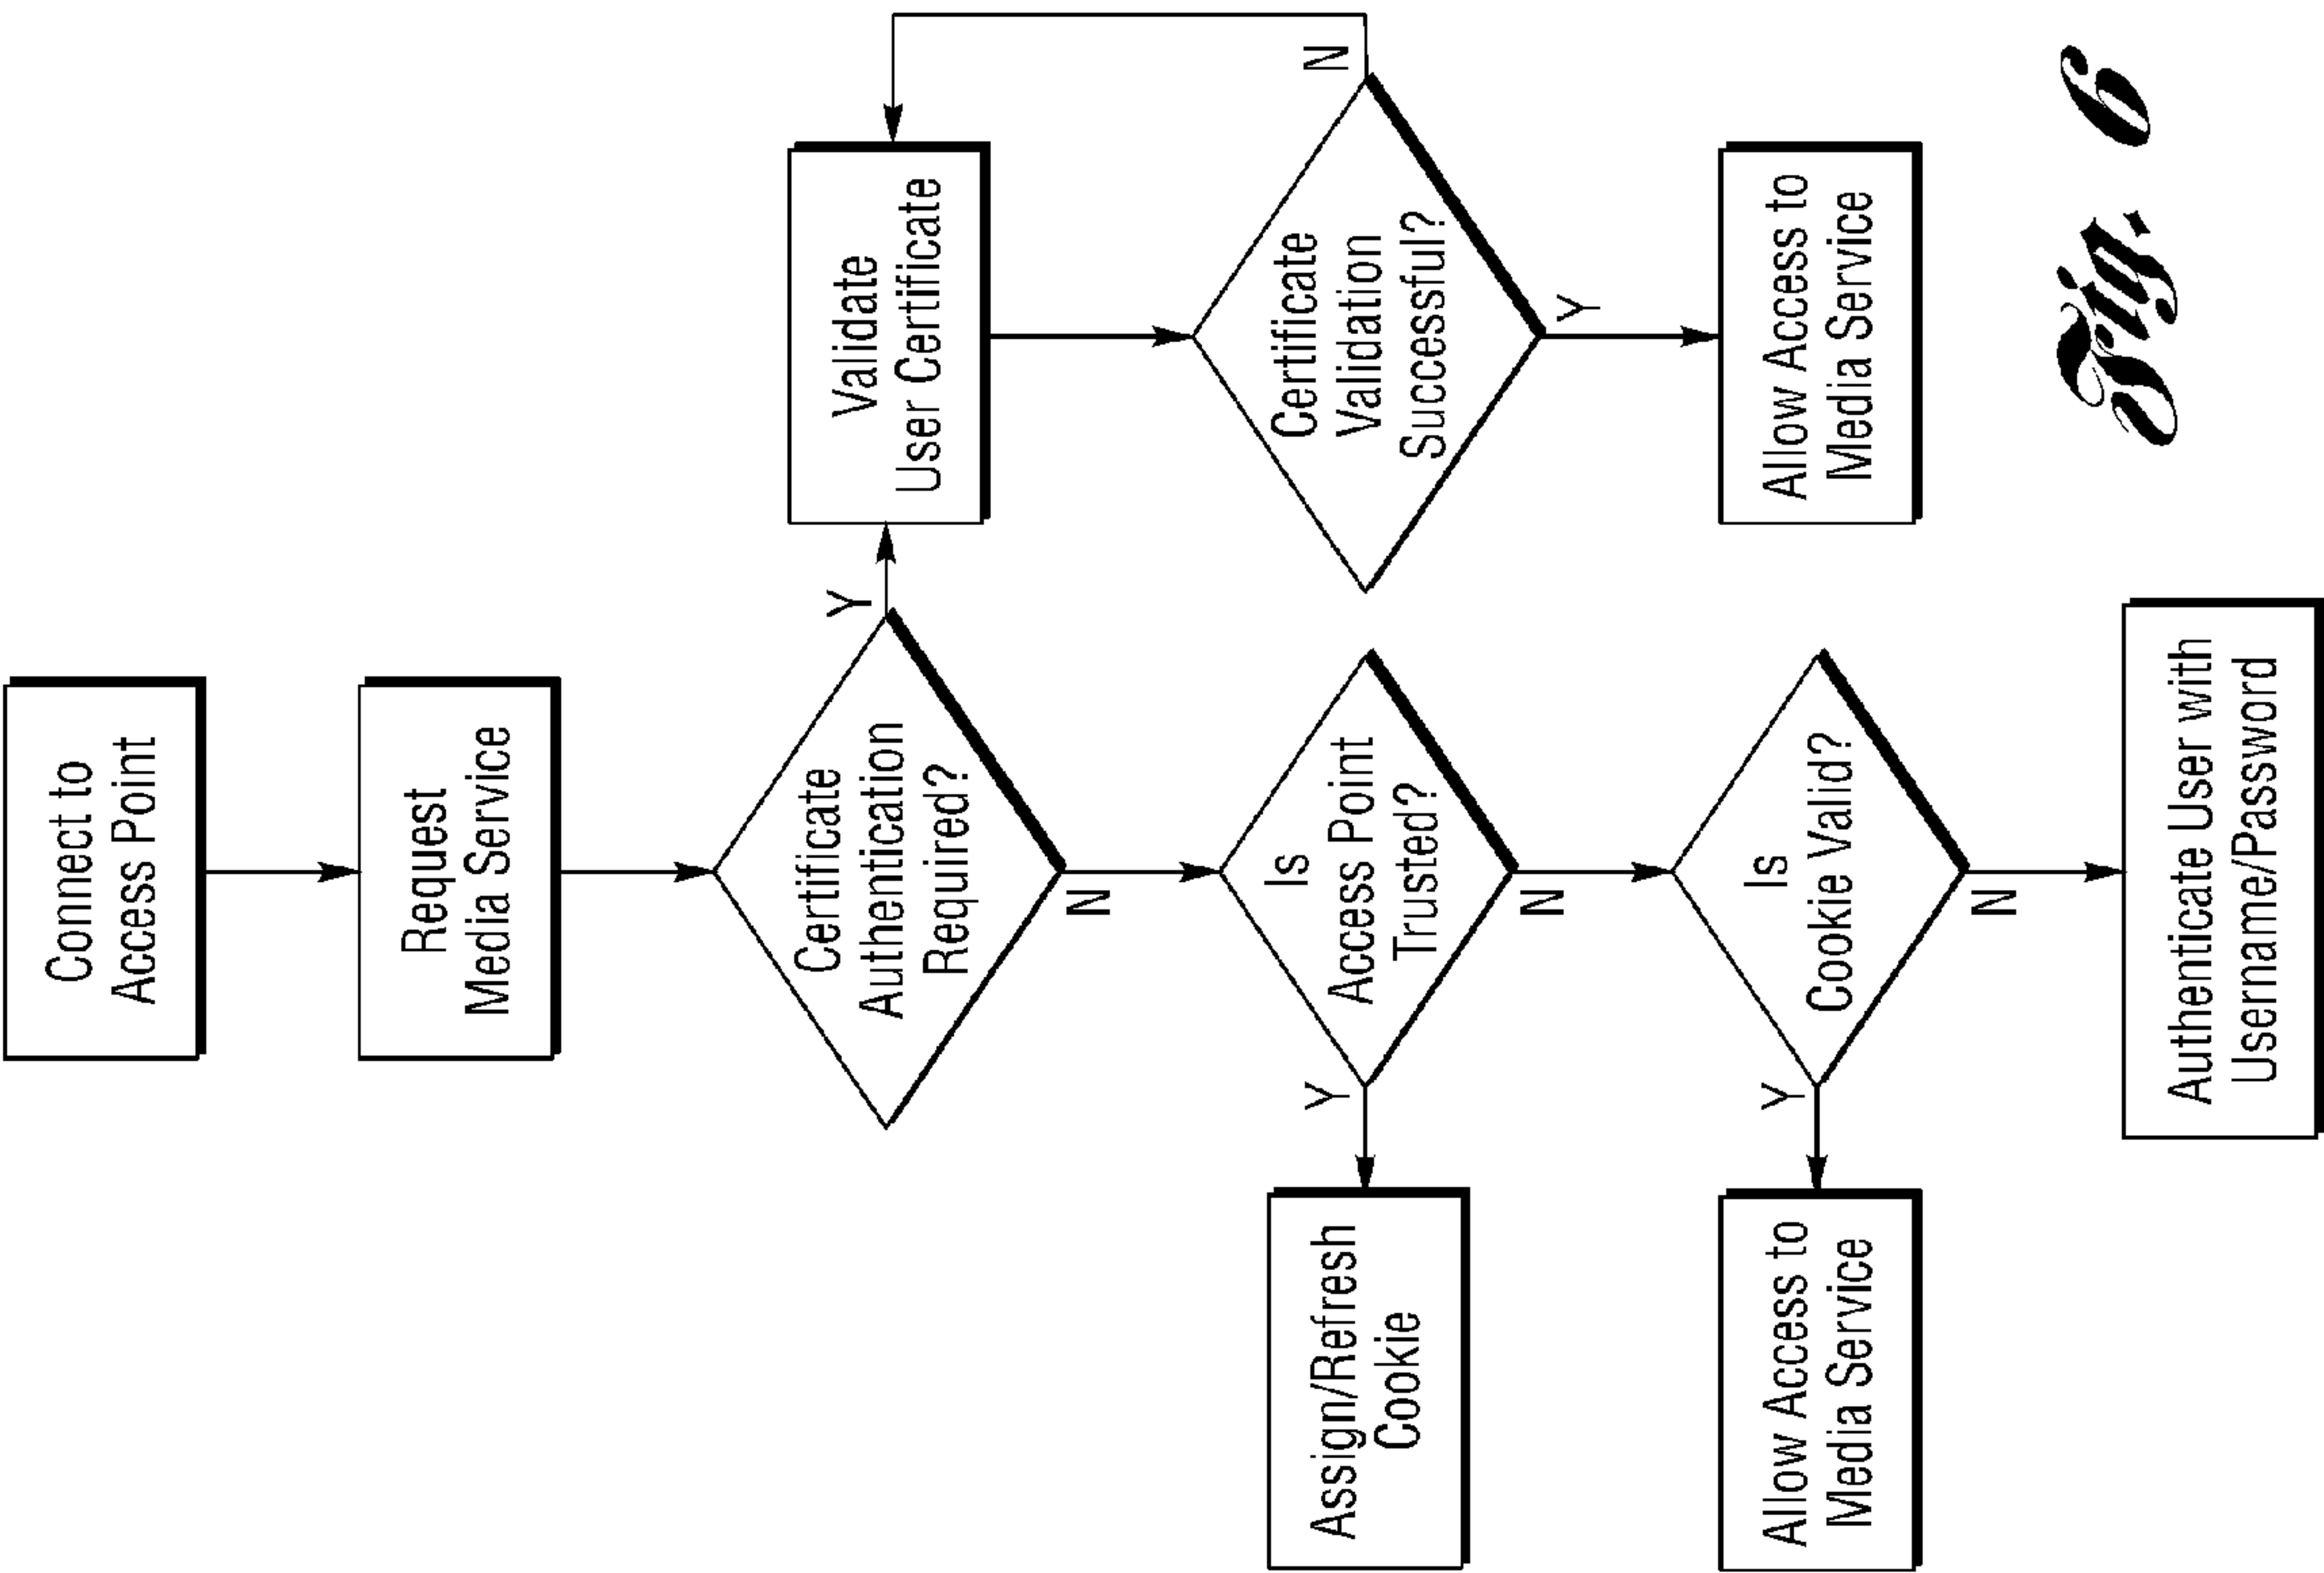 Connect to
Access Point
Request
Media Service
Certificate
Authentication
Required?
Y
N
Validate
User Certificate
Certificate
Validation
Successful?
N
Y
Allow Access to
Media Service
Is
Access Point
Trusted?
Y
N
Assign/Refresh
Cookie
Is
Cookie Valid?
Y
N
Allow Access to
Media Service
Authenticate User with
Username/Password
Fig. 6